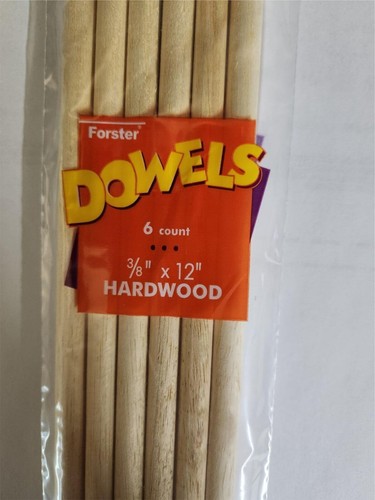 Forster®
DOWELS
6 count
•••
3/8" x 12"
HARDWOOD